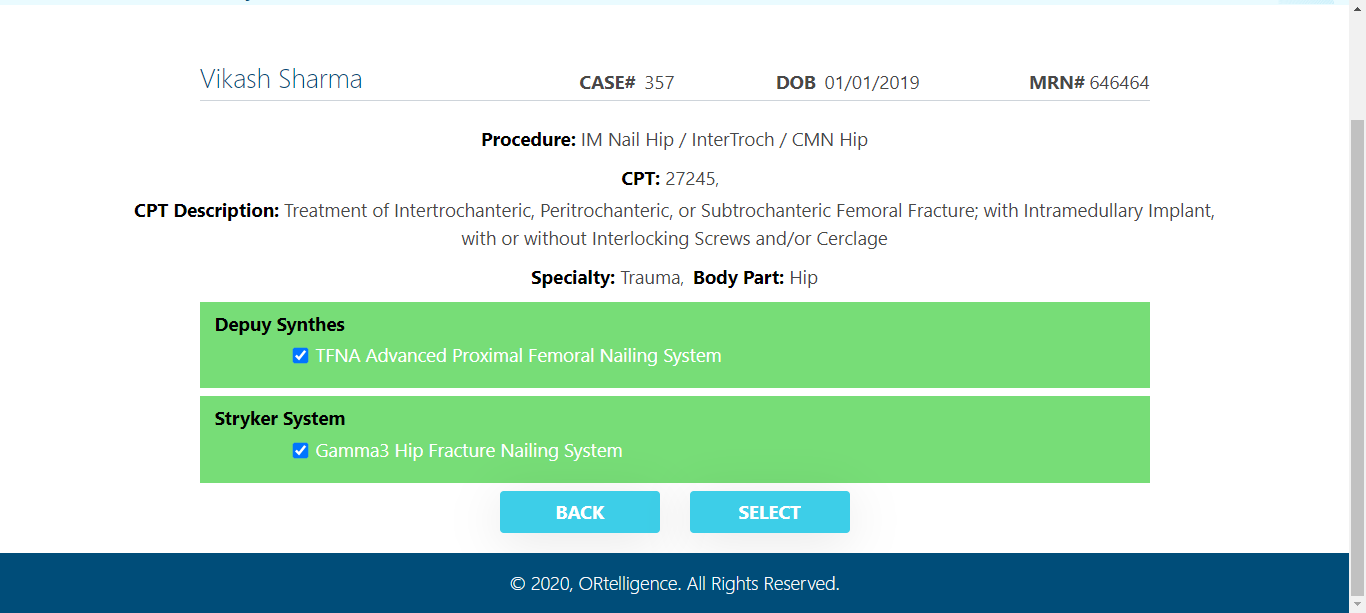 Vikash Sharma CASE# 357 DOB 01/01/2019 MRN# 646464
Procedure: IM Nail Hip / InterTroch / CMN Hip
CPT: 27245,
CPT Description: Treatment of Intertrochanteric, Peritrochanteric, or Subtrochanteric Femoral Fracture; with Intramedullary Implant,
with or without Interlocking Screws and/or Cerclage
Specialty: Trauma, Body Part: Hip
Depuy Synthes
TFNA Advanced Proximal Femoral Nailing System
Stryker System
Gamma3 Hip Fracture Nailing System
BACK SELECT
© 2020, ORtelligence. All Rights Reserved.